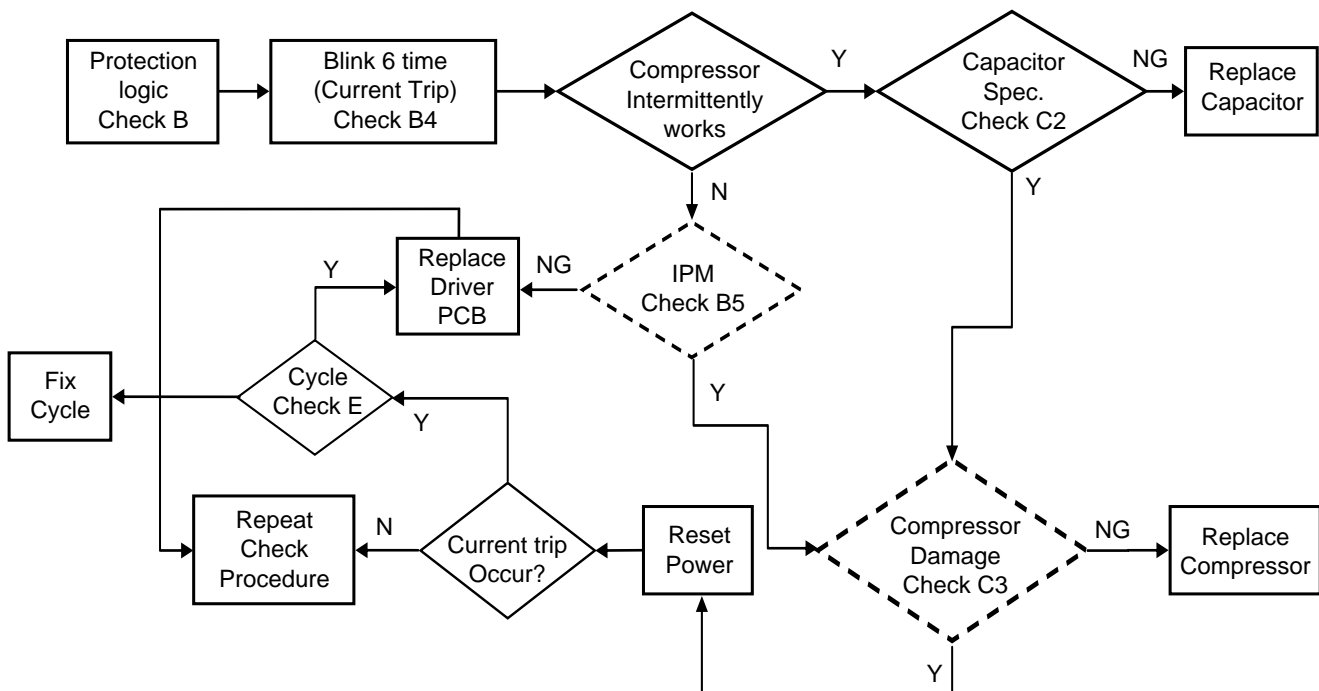 Protection
logic
Check B
Blink 6 time
(Current Trip)
Check B4
Compressor
Intermittently
works
Y
Capacitor
Spec.
Check C2
NG
Replace
Capacitor
N
Y
Replace
Driver
PCB
NG
IPM
Check B5
Y
Y
Fix
Cycle
Cycle
Check E
Y
Repeat
Check
Procedure
N
Current trip
Occur?
Reset
Power
Compressor
Damage
Check C3
NG
Replace
Compressor
Y